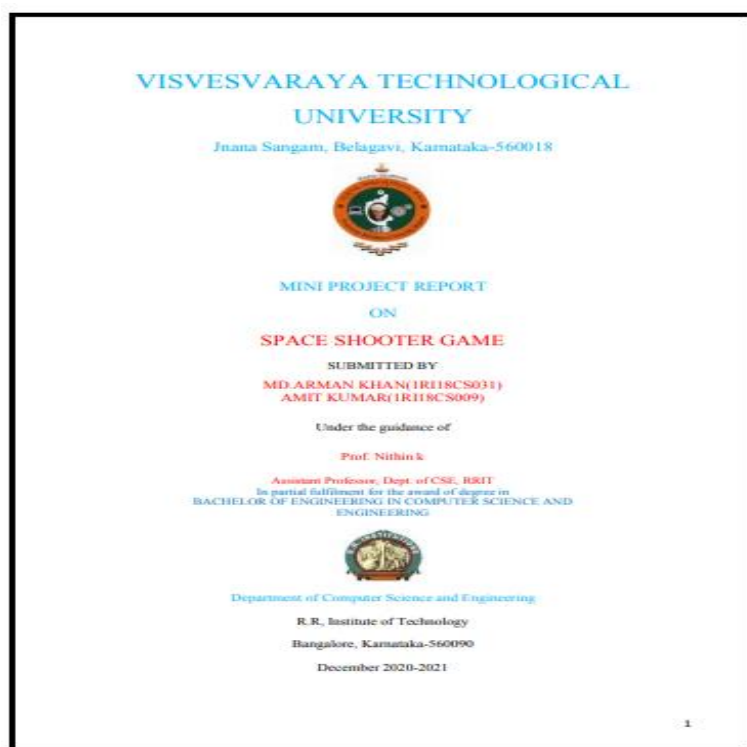 VISVESVARAYA TECHNOLOGICAL
UNIVERSITY
Jnana Sangam, Belagavi, Karnataka-560018
MINI PROJECT REPORT
ON
SPACE SHOOTER GAME
SUBMITTED BY
MD.ARMAN KHAN(1RI18CS031)
AMIT KUMAR(1RI18CS009)
Under the guidance of
Prof. Nithin k
Assistant Professor, Dept. of CSE, RRIT
In partial fulfilment for the award of degree in
BACHELOR OF ENGINEERING IN COMPUTER SCIENCE AND
ENGINEERING
R.R. INSTITUTIONS
Department of Computer Science and Engineering
R.R, Institute of Technology
Bangalore, Karnataka-560090
December 2020-2021
1